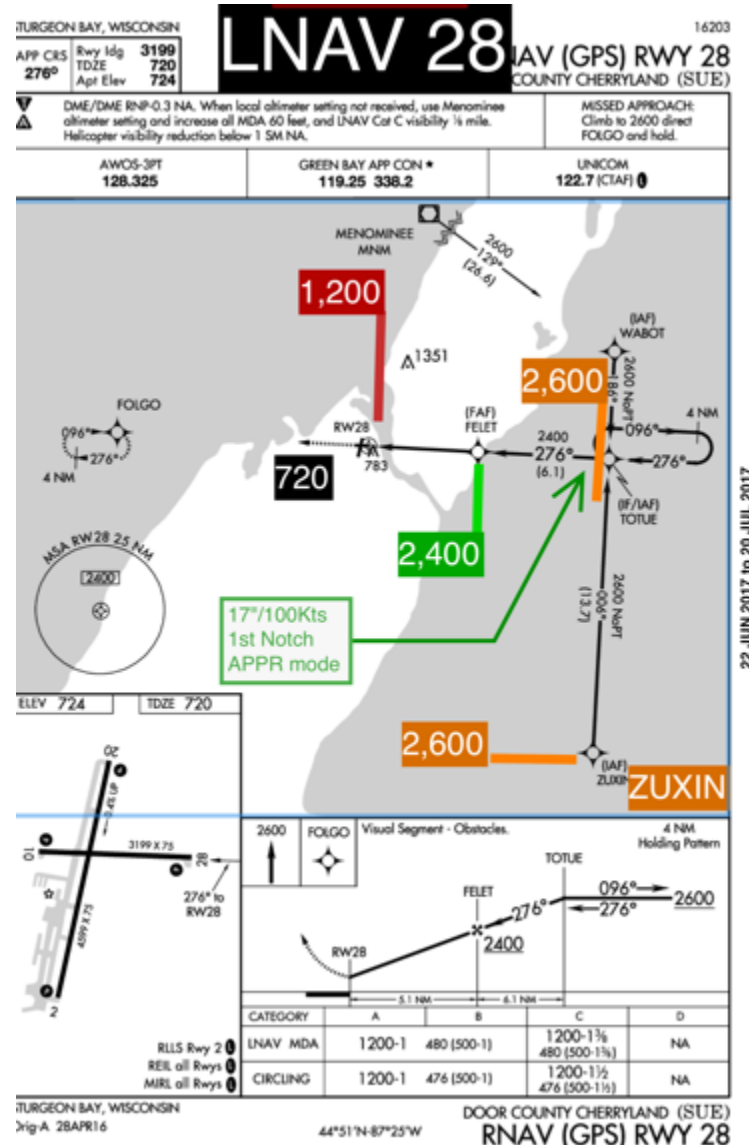 STURGEON BAY, WISCONSIN
16203
APP CRS
276°
Rwy ldg 3199
TDZE 720
Apt Elev 724
LNAV 28
NAV (GPS) RWY 28
COUNTY CHERRYLAND (SUE)
DME/DME RNP-0.3 NA. When local altimeter setting not received, use Menominee
altimeter setting and increase all MDA 60 feet, and LNAV Cat C visibility ⅛ mile.
Helicopter visibility reduction below 1 SM NA.
MISSED APPROACH:
Climb to 2600 direct
FOLGO and hold.
AWOS-3PT
128.325
GREEN BAY APP CON ★
119.25 338.2
UNICOM
122.7 (CTAF) L
MENOMINEE
MNM
2600
129°
(26.6)
1,200
1351
(IAF)
WABOT
2600 NoPT
186°
2,600
FOLGO
096°
276°
4 NM
RW28
783
720
(FAF)
FELET
2400
276°
(6.1)
096°
4 NM
276°
(IF/IAF)
TOTUE
2,400
MSA RW28 25 NM
2400
17"/100Kts
1st Notch
APPR mode
2600 NoPT
006°
(13.7)
2,600
(IAF)
ZUXIN
ZUXIN
22 JUN 2017 to 20 JUL 2017
ELEV 724
TDZE 720
20
0.4% UP
10
3199 X 75
28
276° to
RW28
4599 X 75
2
RLLS Rwy 2 L
REIL all Rwys L
MIRL all Rwys L
2600
FOLGO
Visual Segment - Obstacles.
4 NM
Holding Pattern
TOTUE
096°
276°
2600
FELET
276°
2400
RW28
5.1 NM
6.1 NM
CATEGORY A B C D
LNAV MDA 1200-1 480 (500-1) 1200-1⅜ 480 (500-1⅜) NA
CIRCLING 1200-1 476 (500-1) 1200-1½ 476 (500-1½) NA
STURGEON BAY, WISCONSIN
Orig-A 28APR16
44°51'N-87°25'W
DOOR COUNTY CHERRYLAND (SUE)
RNAV (GPS) RWY 28